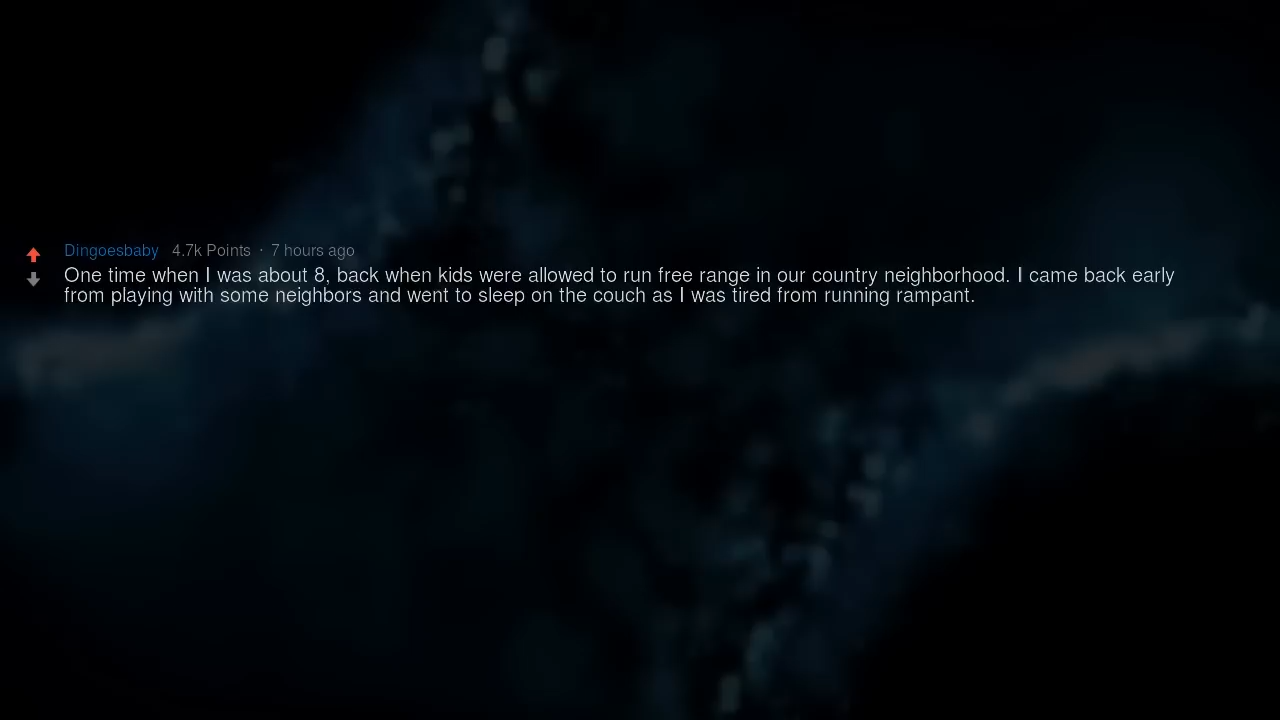 Dingoesbaby 4.7k Points · 7 hours ago
One time when I was about 8, back when kids were allowed to run free range in our country neighborhood. I came back early
from playing with some neighbors and went to sleep on the couch as I was tired from running rampant.